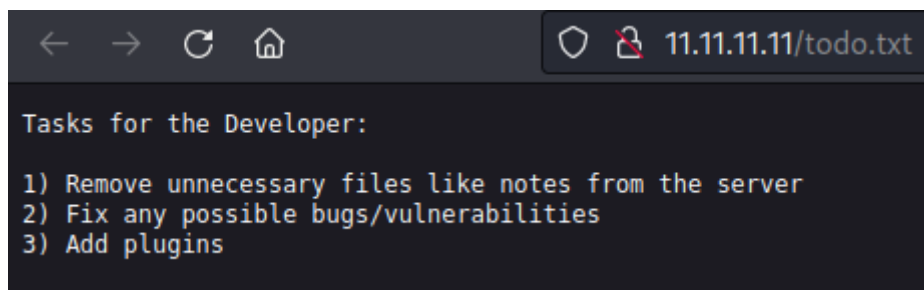 11.11.11.11/todo.txt
Tasks for the Developer:
1) Remove unnecessary files like notes from the server
2) Fix any possible bugs/vulnerabilities
3) Add plugins